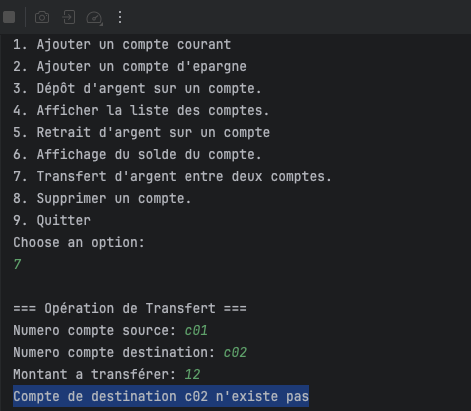 1. Ajouter un compte courant
2. Ajouter un compte d'epargne
3. Dépôt d'argent sur un compte.
4. Afficher la liste des comptes.
5. Retrait d'argent sur un compte
6. Affichage du solde du compte.
7. Transfert d'argent entre deux comptes.
8. Supprimer un compte.
9. Quitter
Choose an option:
7
=== Opération de Transfert ===
Numero compte source: c01
Numero compte destination: c02
Montant a transférer: 12
Compte de destination c02 n'existe pas